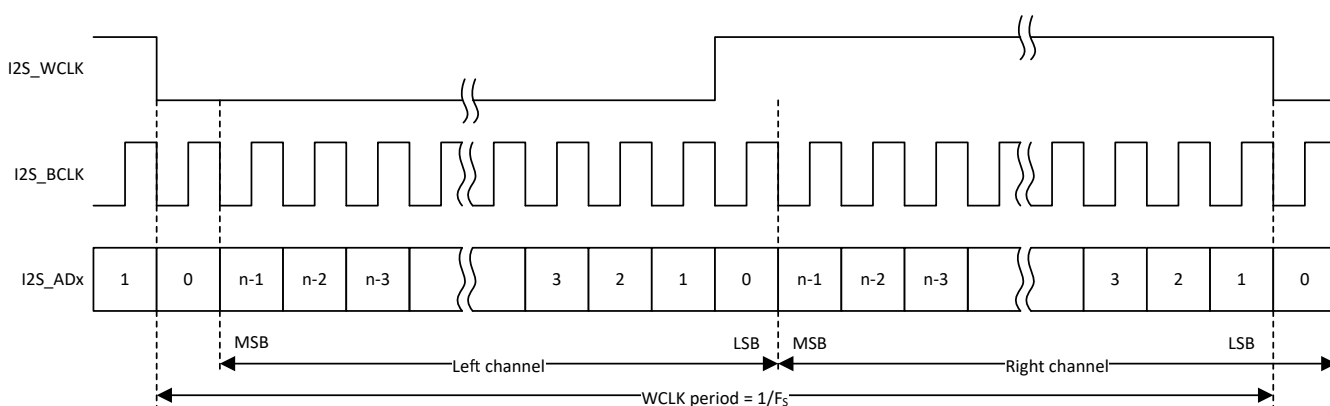 I2S_WCLK
I2S_BCLK
I2S_ADx 1 0 n-1 n-2 n-3 3 2 1 0 n-1 n-2 n-3 3 2 1 0
MSB LSB MSB LSB
Left channel Right channel
WCLK period = 1/FS